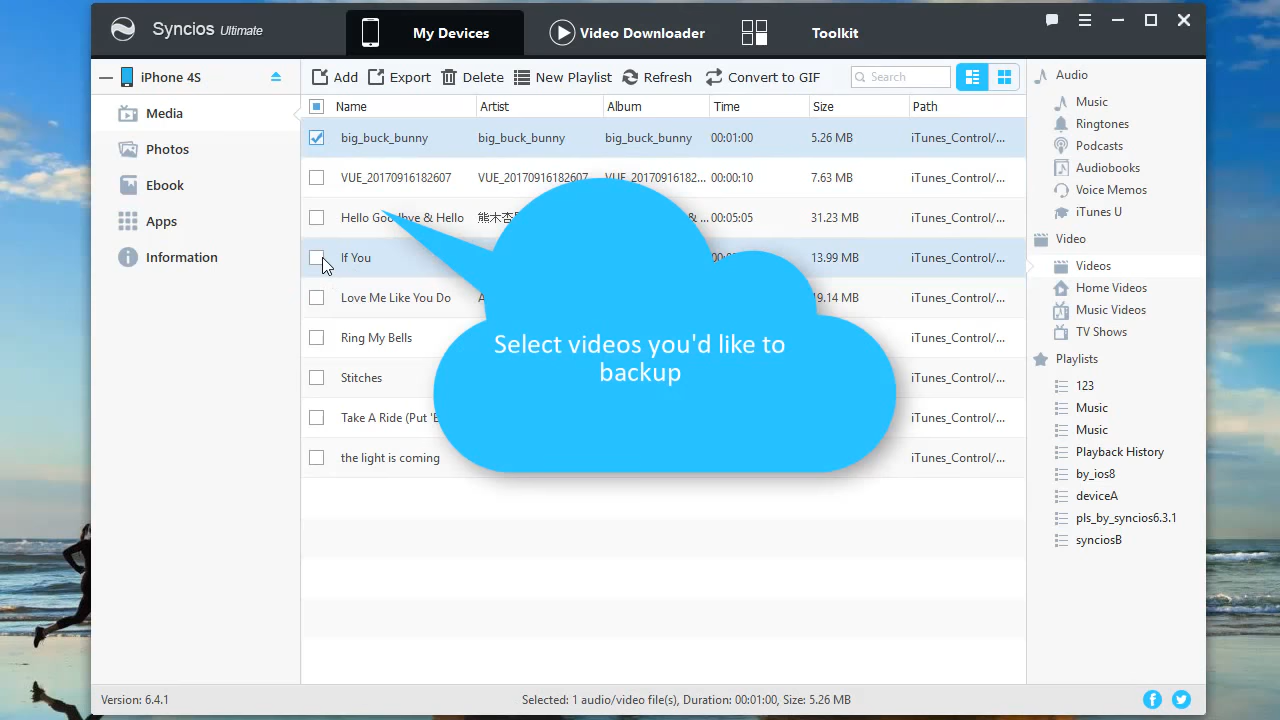 Syncios Ultimate
My Devices
Video Downloader
Toolkit
iPhone 4S
Media
Photos
Ebook
Apps
Information
Add Export Delete New Playlist Refresh Convert to GIF Search
Name Artist Album Time Size Path
big_buck_bunny big_buck_bunny big_buck_bunny 00:01:00 5.26 MB iTunes_Control/...
VUE_20170916182607 VUE_20170916182607 VUE_20170916182... 00:00:10 7.63 MB iTunes_Control/...
Hello Goodbye & Hello 熊木杏 & ... 00:05:05 31.23 MB iTunes_Control/...
If You 13.99 MB iTunes_Control/...
Love Me Like You Do MB iTunes_Control/...
Ring My Bells iTunes_Control/...
Stitches iTunes_Control/...
Take A Ride (Put iTunes_Control/...
the light is coming iTunes_Control/...
Select videos you'd like to
backup
Audio
Music
Ringtones
Podcasts
Audiobooks
Voice Memos
iTunes U
Video
Videos
Home Videos
Music Videos
TV Shows
Playlists
123
Music
Music
Playback History
by_ios8
deviceA
pls_by_syncios6.3.1
synciosB
Version: 6.4.1
Selected: 1 audio/video file(s), Duration: 00:01:00, Size: 5.26 MB